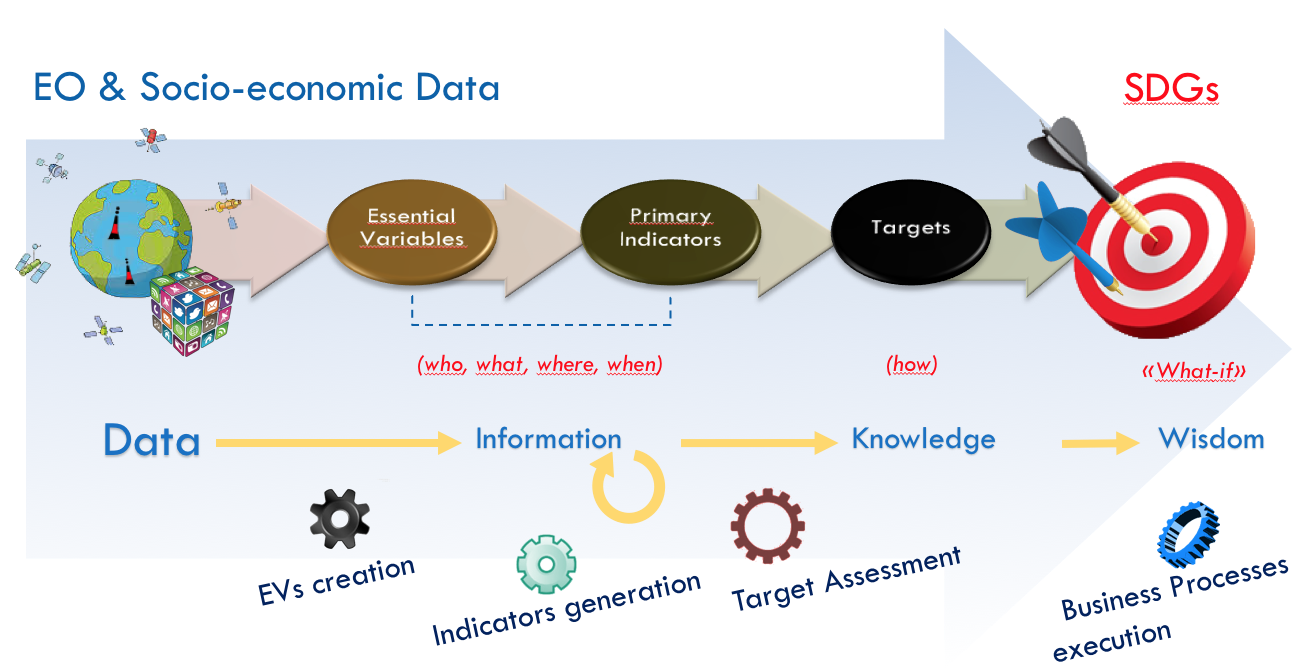 EO & Socio-economic Data
SDGs
Essential
Variables
Primary
Indicators
Targets
(who, what, where, when)
(how)
«What-if»
Data
Information
Knowledge
Wisdom
EVs creation
Indicators generation
Target Assessment
Business Processes
execution